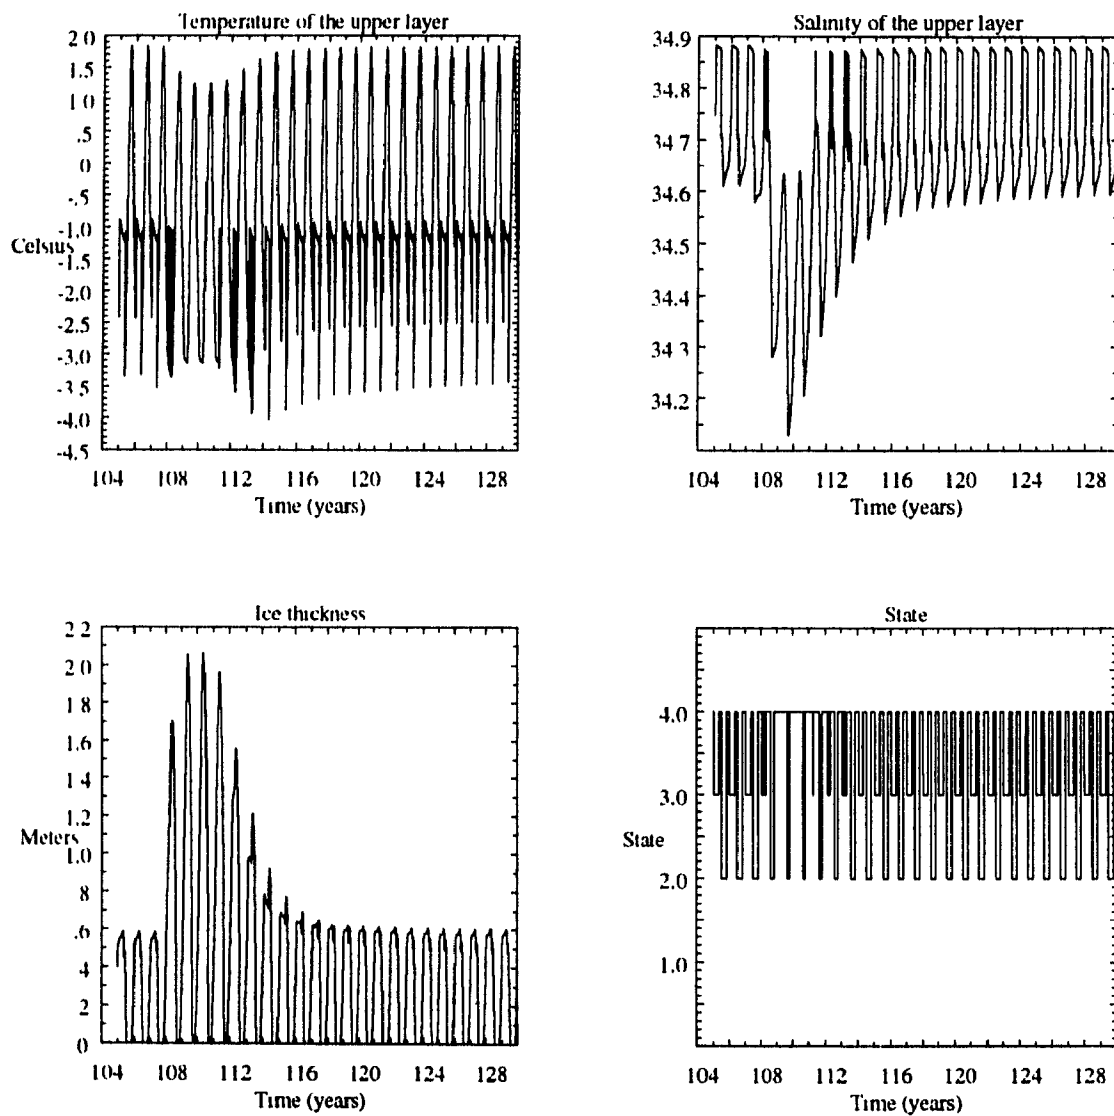 Temperature of the upper layer
2.0
1.5
1.0
.5
0
-.5
-1.0
Celsius
-1.5
-2.0
-2.5
-3.0
-3.5
-4.0
-4.5
104 108 112 116 120 124 128
Time (years)
Salinity of the upper layer
34.9
34.8
34.7
34.6
34.5
34.4
34.3
34.2
104 108 112 116 120 124 128
Time (years)
Ice thickness
2.2
2.0
1.8
1.6
1.4
1.2
Meters
1.0
.8
.6
.4
.2
0
104 108 112 116 120 124 128
Time (years)
State
4.0
3.0
State
2.0
1.0
104 108 112 116 120 124 128
Time (years)